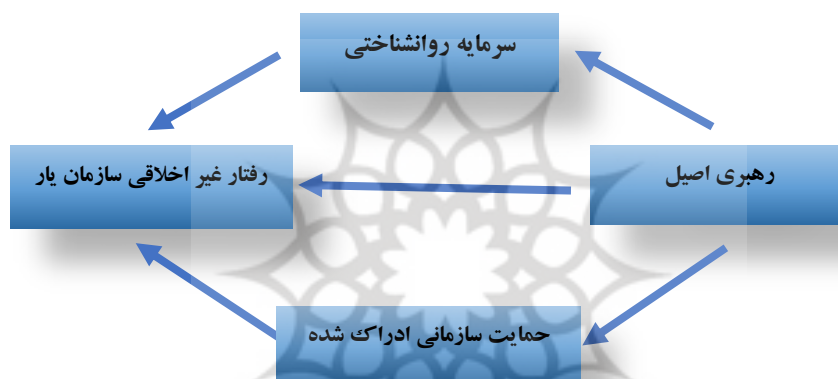 سرمایه روانشناختی
رهبری اصیل
رفتار غیر اخلاقی سازمان یار
حمایت سازمانی ادراک شده